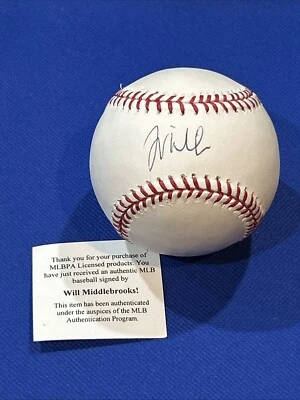 Thank you for your purchase of
MLBPA Licensed products. You
have just received an authentic MLB
baseball signed by
Will Middlebrooks!
This item has been authenticated
under the auspices of the MLB
Authentication Program.